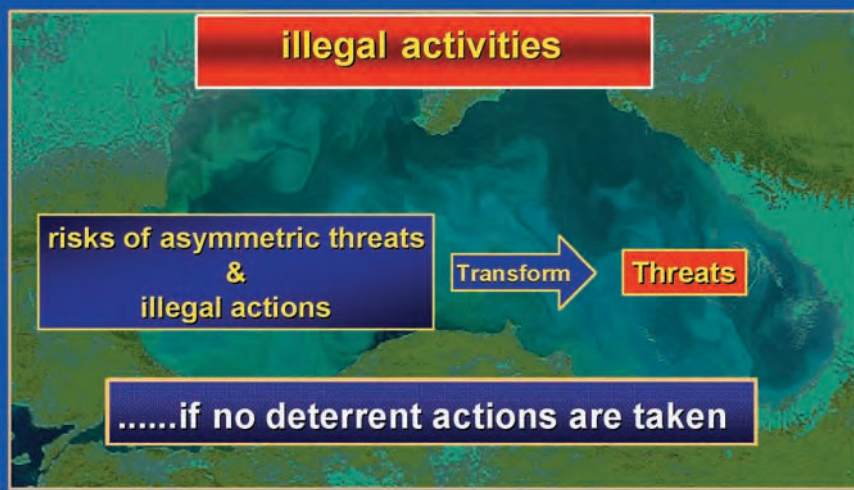 illegal activities
risks of asymmetric threats
&
illegal actions
Transform
Threats
......if no deterrent actions are taken